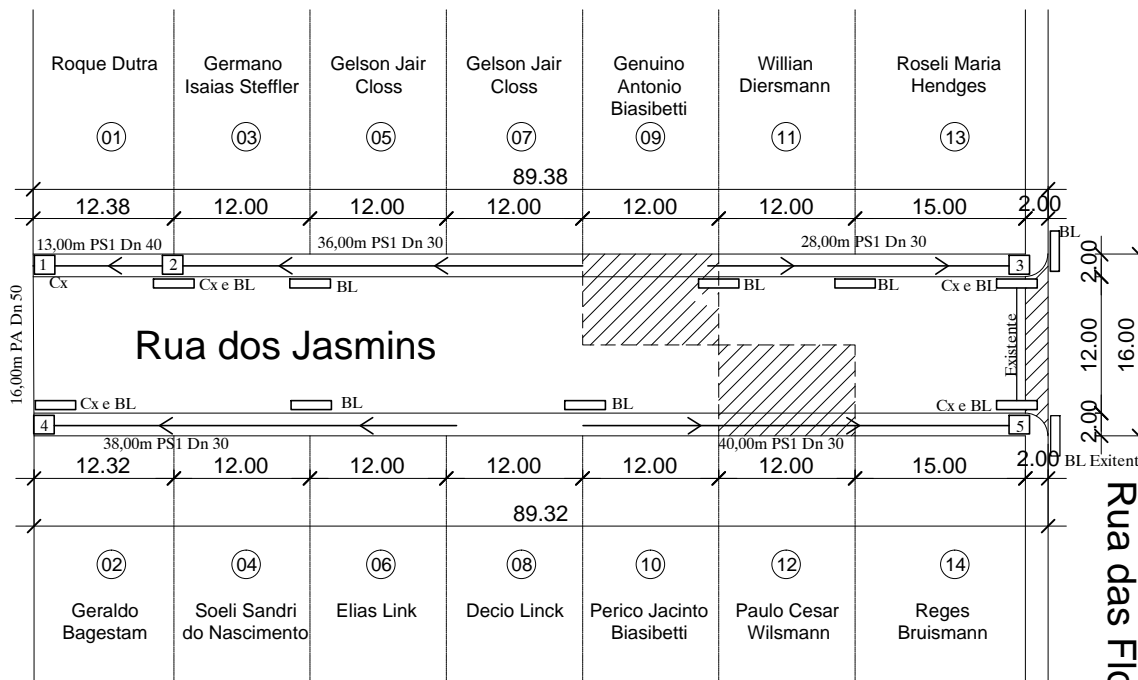 Roque Dutra
Germano
Isaias Steffler
Gelson Jair
Closs
Gelson Jair
Closs
Genuino
Antonio
Biasibetti
Willian
Diersmann
Roseli Maria
Hendges
01
03
05
07
09
11
13
89.38
12.38
12.00
12.00
12.00
12.00
12.00
15.00
2.00
13,00m PS1 Dn 40
36,00m PS1 Dn 30
28,00m PS1 Dn 30
BL
1
2
3
Cx
Cx e BL
BL
BL
BL
Cx e BL
2.00
12.00
16.00
2.00
16,00m PA Dn 50
Rua dos Jasmins
Existente
Cx e BL
BL
BL
Cx e BL
4
5
38,00m PS1 Dn 30
40,00m PS1 Dn 30
12.32
12.00
12.00
12.00
12.00
12.00
15.00
2.00
BL Exitent
89.32
Rua das Flo
02
04
06
08
10
12
14
Geraldo
Bagestam
Soeli Sandri
do Nascimento
Elias Link
Decio Linck
Perico Jacinto
Biasibetti
Paulo Cesar
Wilsmann
Reges
Bruismann